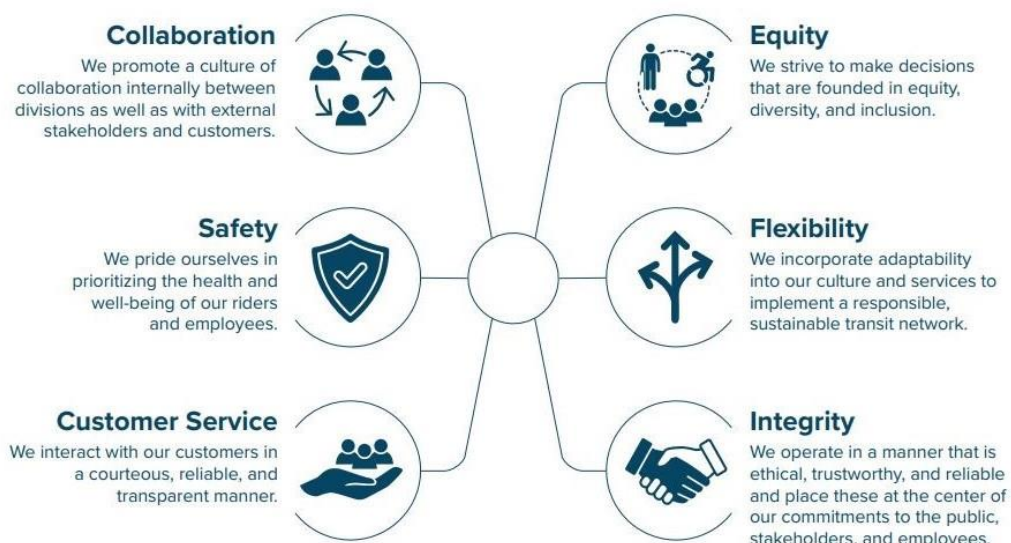 Collaboration
We promote a culture of
collaboration internally between
divisions as well as with external
stakeholders and customers.
Equity
We strive to make decisions
that are founded in equity,
diversity, and inclusion.
Safety
We pride ourselves in
prioritizing the health and
well-being of our riders
and employees.
Flexibility
We incorporate adaptability
into our culture and services to
implement a responsible,
sustainable transit network.
Customer Service
We interact with our customers in
a courteous, reliable, and
transparent manner.
Integrity
We operate in a manner that is
ethical, trustworthy, and reliable
and place these at the center of
our commitments to the public,
stakeholders, and employees.